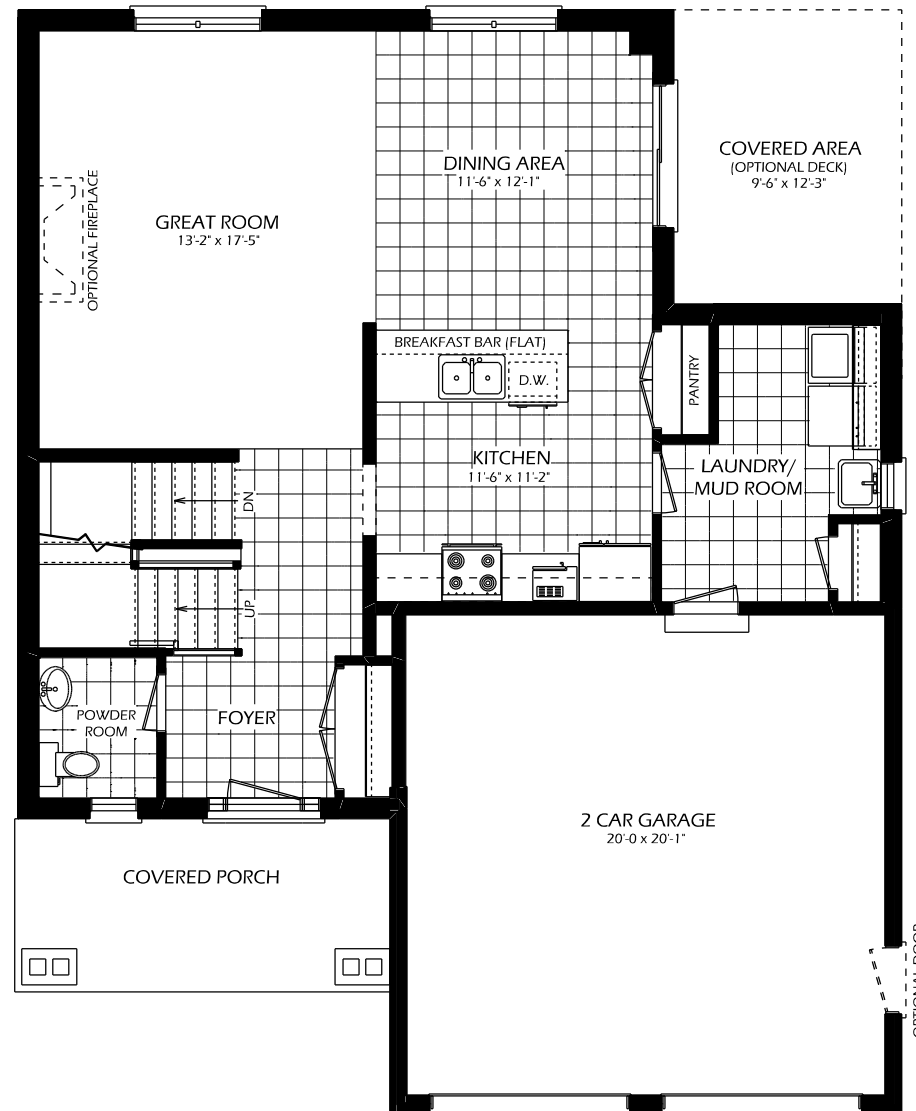 COVERED AREA
(OPTIONAL DECK)
9'-6" x 12'-3"
DINING AREA
11'-6" x 12'-1"
GREAT ROOM
13'-2" x 17'-5"
OPTIONAL FIREPLACE
BREAKFAST BAR (FLAT)
D.W.
PANTRY
KITCHEN
11'-6" x 11'-2"
LAUNDRY/
MUD ROOM
DN
UP
POWDER
ROOM
FOYER
2 CAR GARAGE
20'-0 x 20'-1"
COVERED PORCH
OPTIONAL DOOR